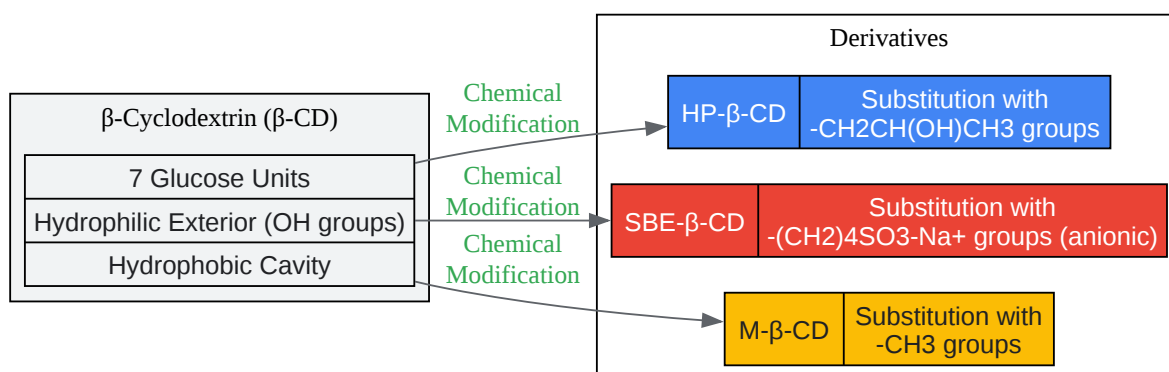 β-Cyclodextrin (β-CD)
7 Glucose Units
Hydrophilic Exterior (OH groups)
Hydrophobic Cavity
Chemical
Modification
Chemical
Modification
Chemical
Modification
Derivatives
HP-β-CD
Substitution with
-CH2CH(OH)CH3 groups
SBE-β-CD
Substitution with
-(CH2)4SO3-Na+ groups (anionic)
M-β-CD
Substitution with
-CH3 groups